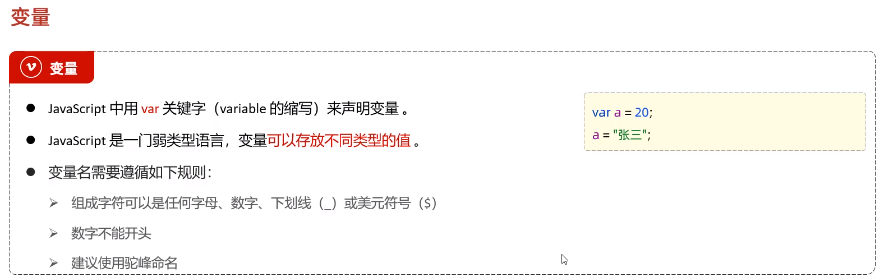 变量
变量
JavaScript 中用 var 关键字（variable 的缩写）来声明变量 。
JavaScript 是一门弱类型语言，变量可以存放不同类型的值 。
变量名需要遵循如下规则：
组成字符可以是任何字母、数字、下划线（_）或美元符号（$）
数字不能开头
建议使用驼峰命名
var a = 20;
a = "张三";